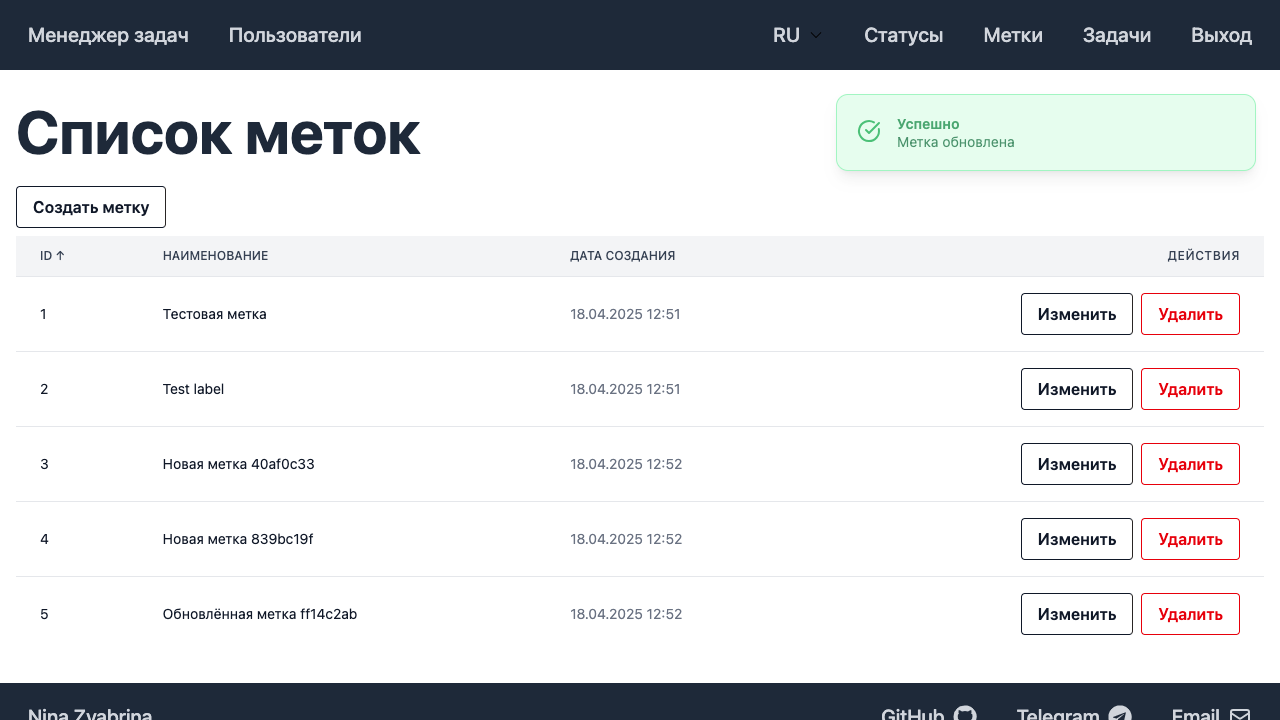 Менеджер задач Пользователи RU Статусы Метки Задачи Выход
Список меток
Успешно
Метка обновлена
Создать метку
ID ↑ НАИМЕНОВАНИЕ ДАТА СОЗДАНИЯ ДЕЙСТВИЯ
1 Тестовая метка 18.04.2025 12:51 Изменить Удалить
2 Test label 18.04.2025 12:51 Изменить Удалить
3 Новая метка 40af0c33 18.04.2025 12:52 Изменить Удалить
4 Новая метка 839bc19f 18.04.2025 12:52 Изменить Удалить
5 Обновлённая метка ff14c2ab 18.04.2025 12:52 Изменить Удалить
Nina Zyabrina GitHub Telegram Email